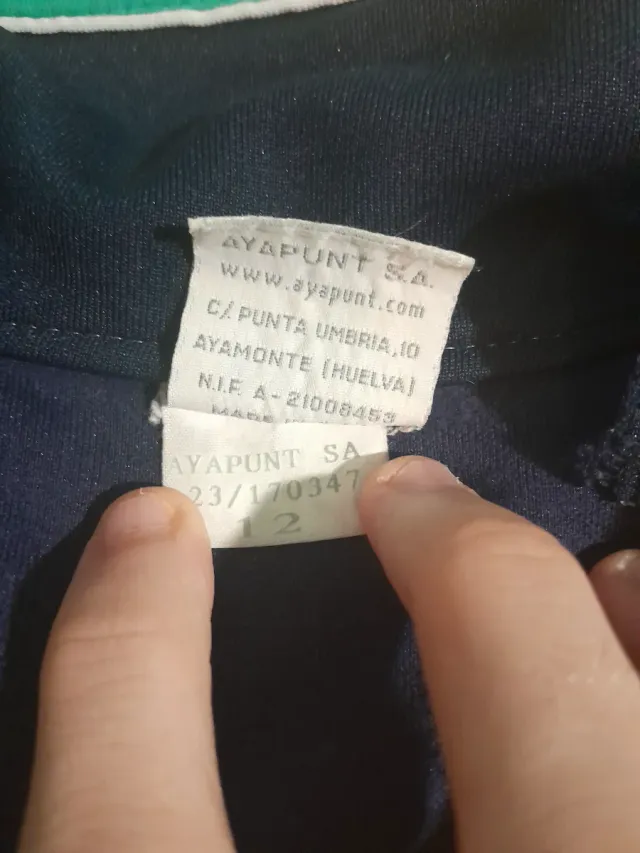 AYAPUNT S.A.
www.ayapunt.com
C/ PUNTA UMBRIA,10
AYAMONTE (HUELVA)
N.I.F. A-21008453
AYAPUNT SA
23/170347
12